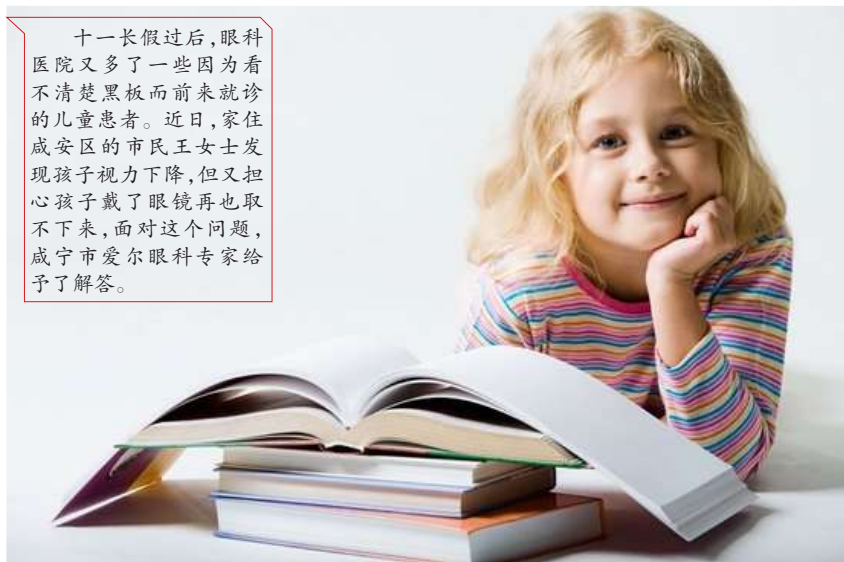 十一长假过后,眼科
医院又多了一些因为看
不清楚黑板而前来就诊
的儿童患者。近日,家住
咸安区的市民王女士发
现孩子视力下降,但又担
心孩子戴了眼镜再也取
不下来,面对这个问题,
咸宁市爱尔眼科专家给
予了解答。